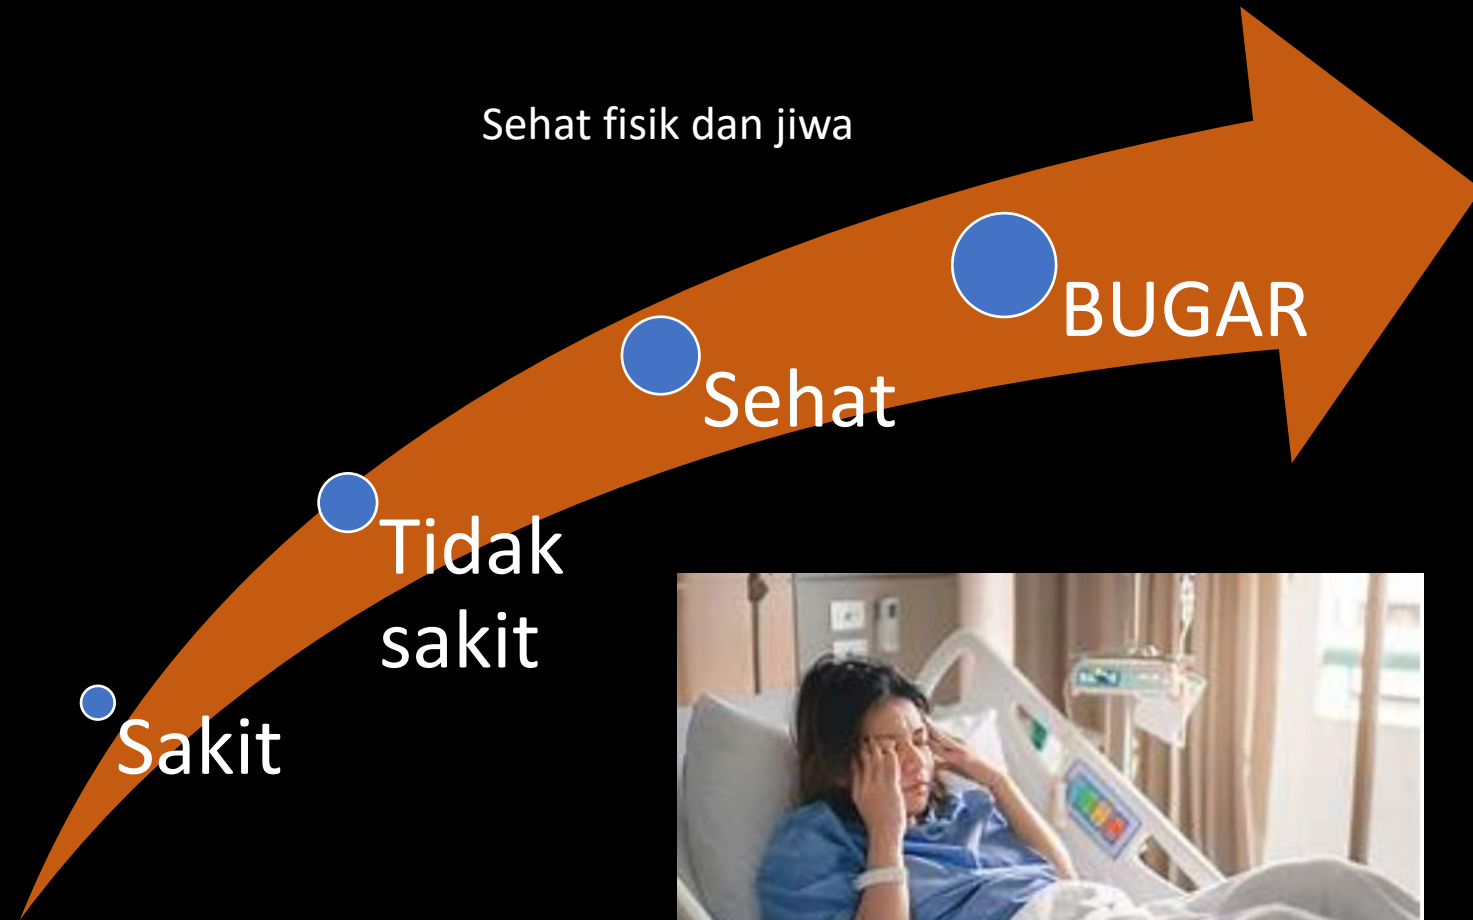 Sehat fisik dan jiwa
BUGAR
Sehat
Tidak
sakit
Sakit